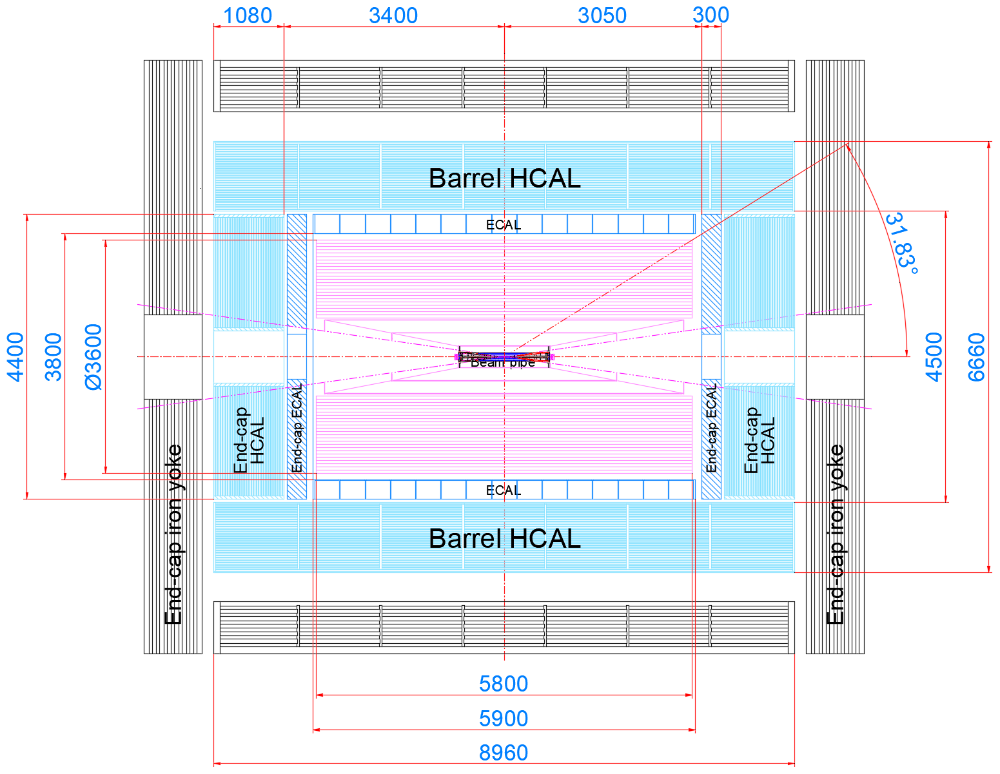 1080
3400
3050
300
Barrel HCAL
ECAL
31.83°
4400
3800
Ø3600
Beam pipe
4500
6660
End-cap
HCAL
End-cap ECAL
End-cap ECAL
End-cap
HCAL
End-cap iron yoke
End-cap iron yoke
ECAL
Barrel HCAL
5800
5900
8960